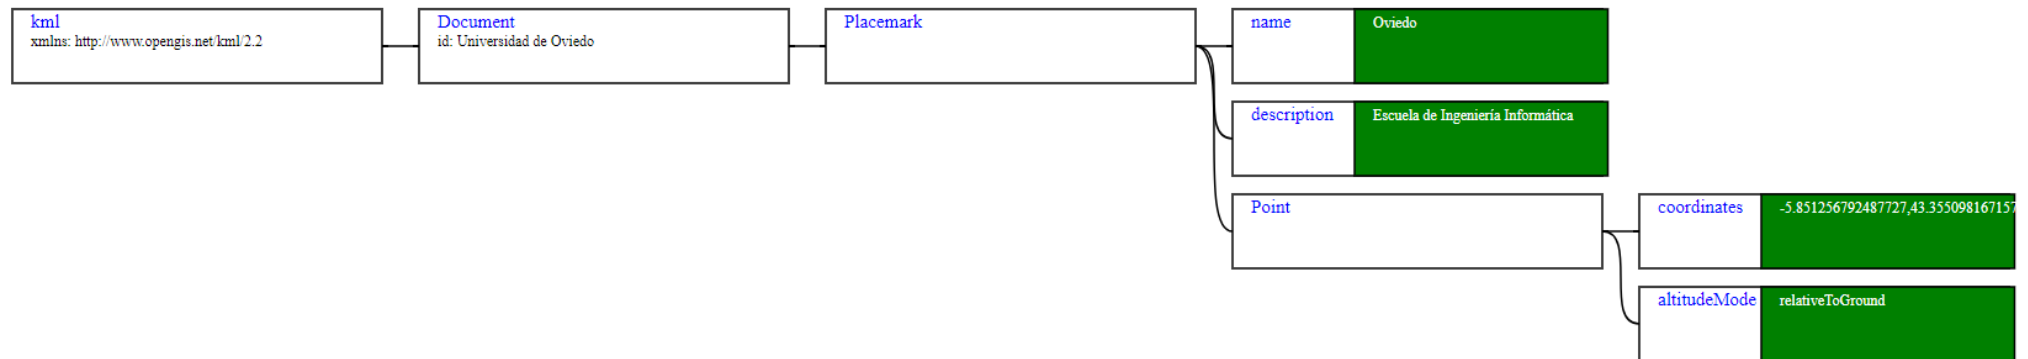 kml
xmlns: http://www.opengis.net/kml/2.2
Document
id: Universidad de Oviedo
Placemark
name
Oviedo
description
Escuela de Ingeniería Informática
Point
coordinates
-5.851256792487727,43.355098167157
altitudeMode
relativeToGround